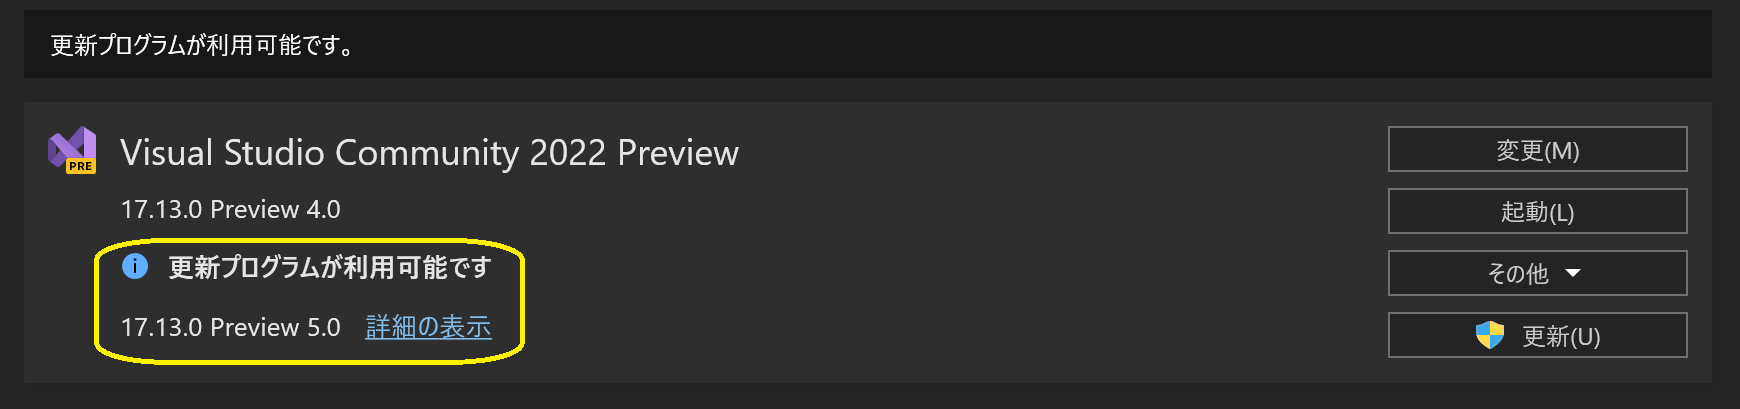 更新プログラムが利用可能です。
PRE
Visual Studio Community 2022 Preview
17.13.0 Preview 4.0
更新プログラムが利用可能です
17.13.0 Preview 5.0 詳細の表示
変更(M)
起動(L)
その他
更新(U)